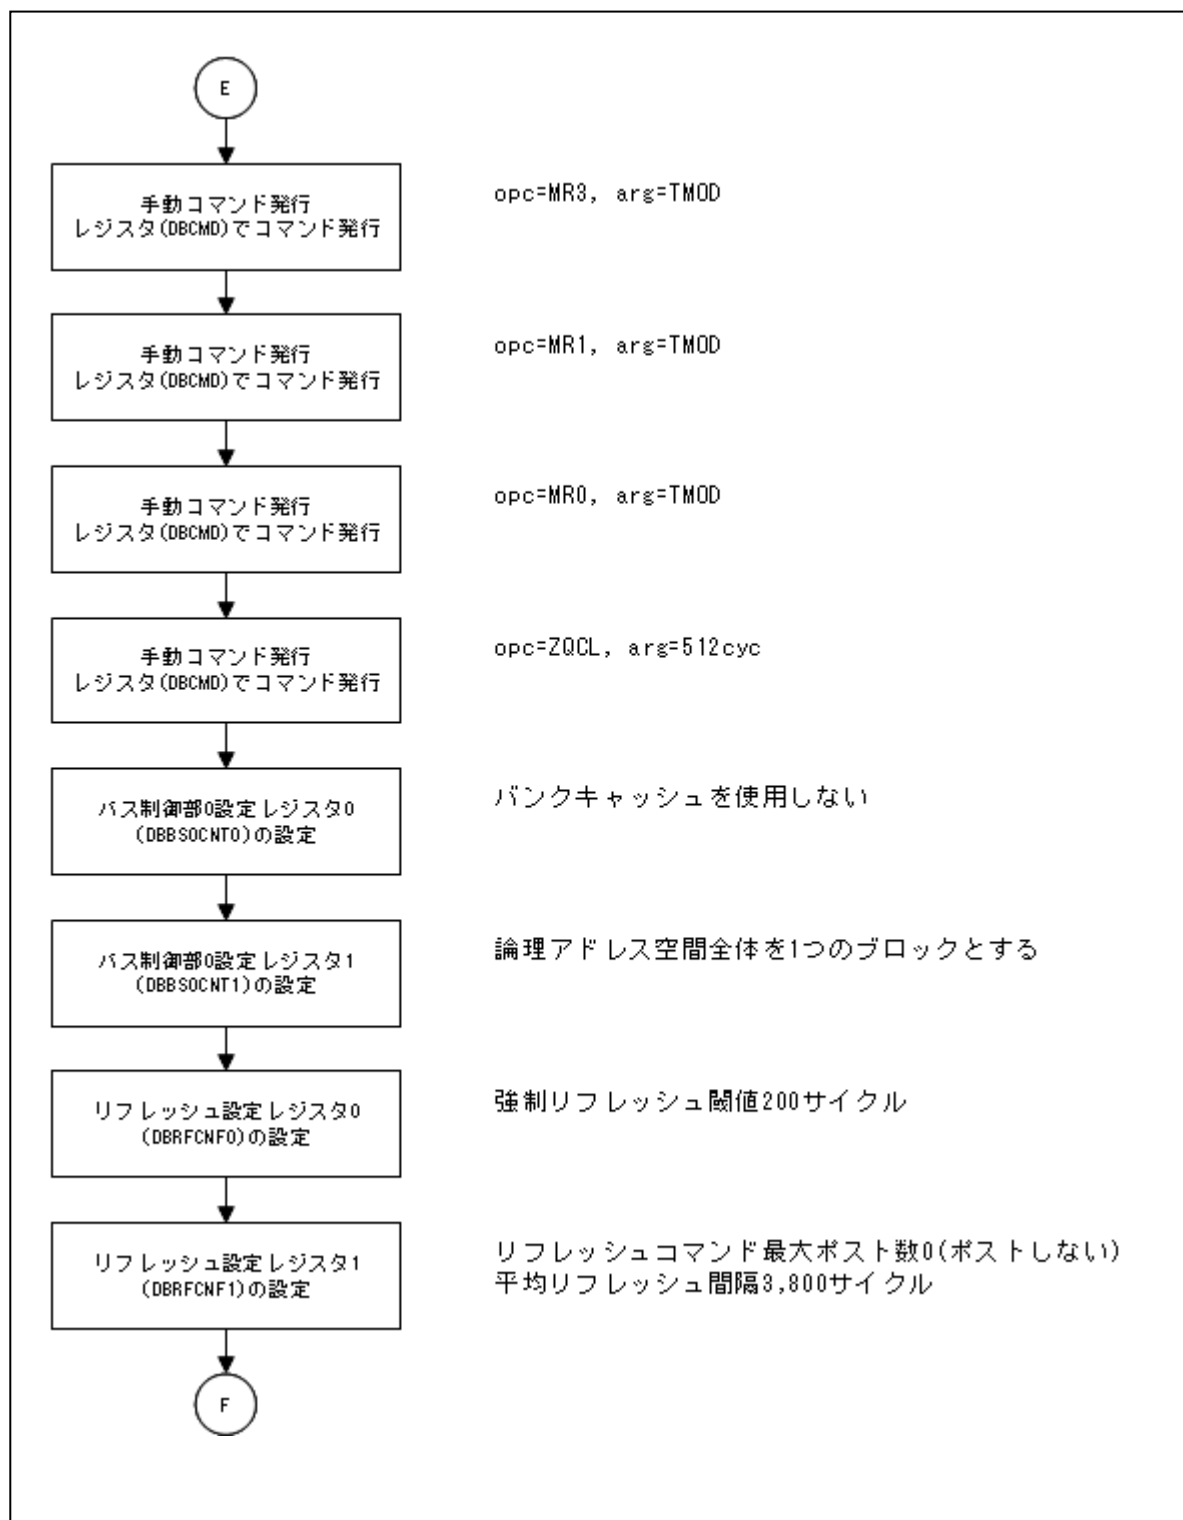 E
手動コマンド発行
レジスタ(DBCMD)でコマンド発行
opc=MR3, arg=TMOD
手動コマンド発行
レジスタ(DBCMD)でコマンド発行
opc=MR1, arg=TMOD
手動コマンド発行
レジスタ(DBCMD)でコマンド発行
opc=MR0, arg=TMOD
手動コマンド発行
レジスタ(DBCMD)でコマンド発行
opc=ZQCL, arg=512cyc
バス制御部0設定レジスタ0
(DBBS0CNT0)の設定
バンクキャッシュを使用しない
バス制御部0設定レジスタ1
(DBBS0CNT1)の設定
論理アドレス空間全体を1つのブロックとする
リフレッシュ設定レジスタ0
(DBRFCNF0)の設定
強制リフレッシュ閾値200サイクル
リフレッシュ設定レジスタ1
(DBRFCNF1)の設定
リフレッシュコマンド最大ポスト数0(ポストしない)
平均リフレッシュ間隔3,800サイクル
F